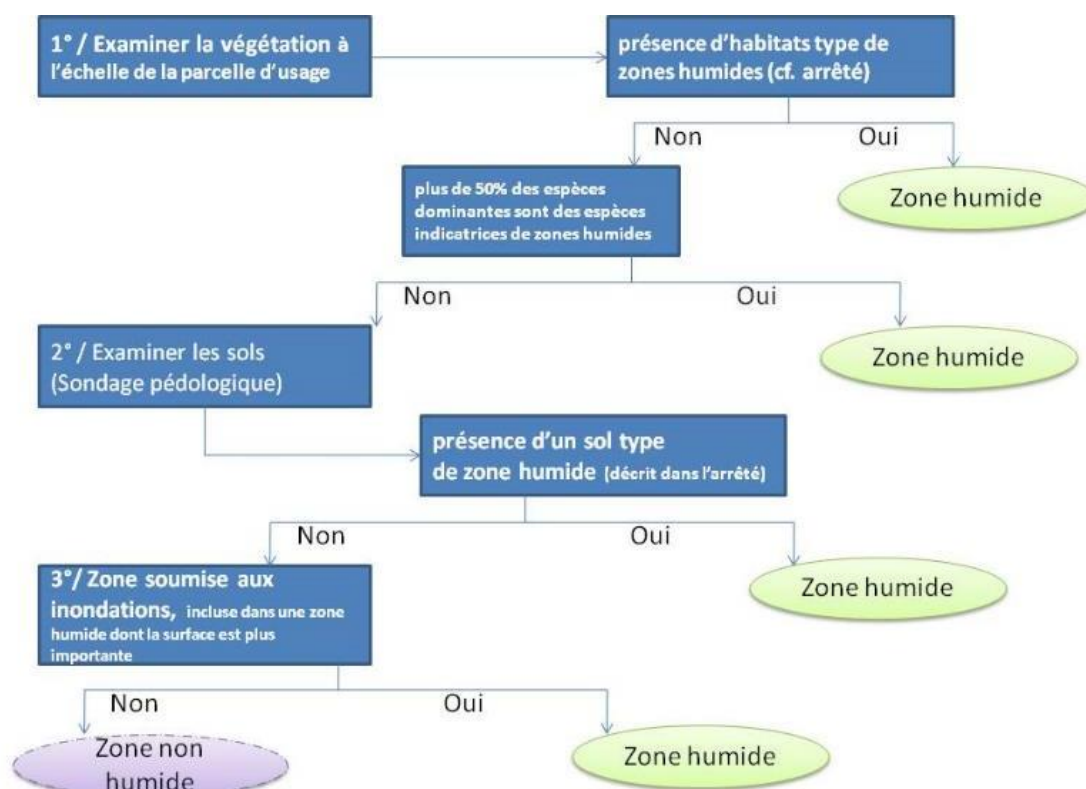 1°/ Examiner la végétation à
l'échelle de la parcelle d'usage
présence d'habitats type de
zones humides (cf. arrêté)
Non
Oui
Zone humide
plus de 50% des espèces
dominantes sont des espèces
indicatrices de zones humides
Non
Oui
Zone humide
2°/ Examiner les sols
(Sondage pédologique)
présence d'un sol type
de zone humide (décrit dans l'arrêté)
Non
Oui
Zone humide
3°/ Zone soumise aux
inondations, incluse dans une zone
humide dont la surface est plus
importante
Non
Oui
Zone non
humide
Zone humide